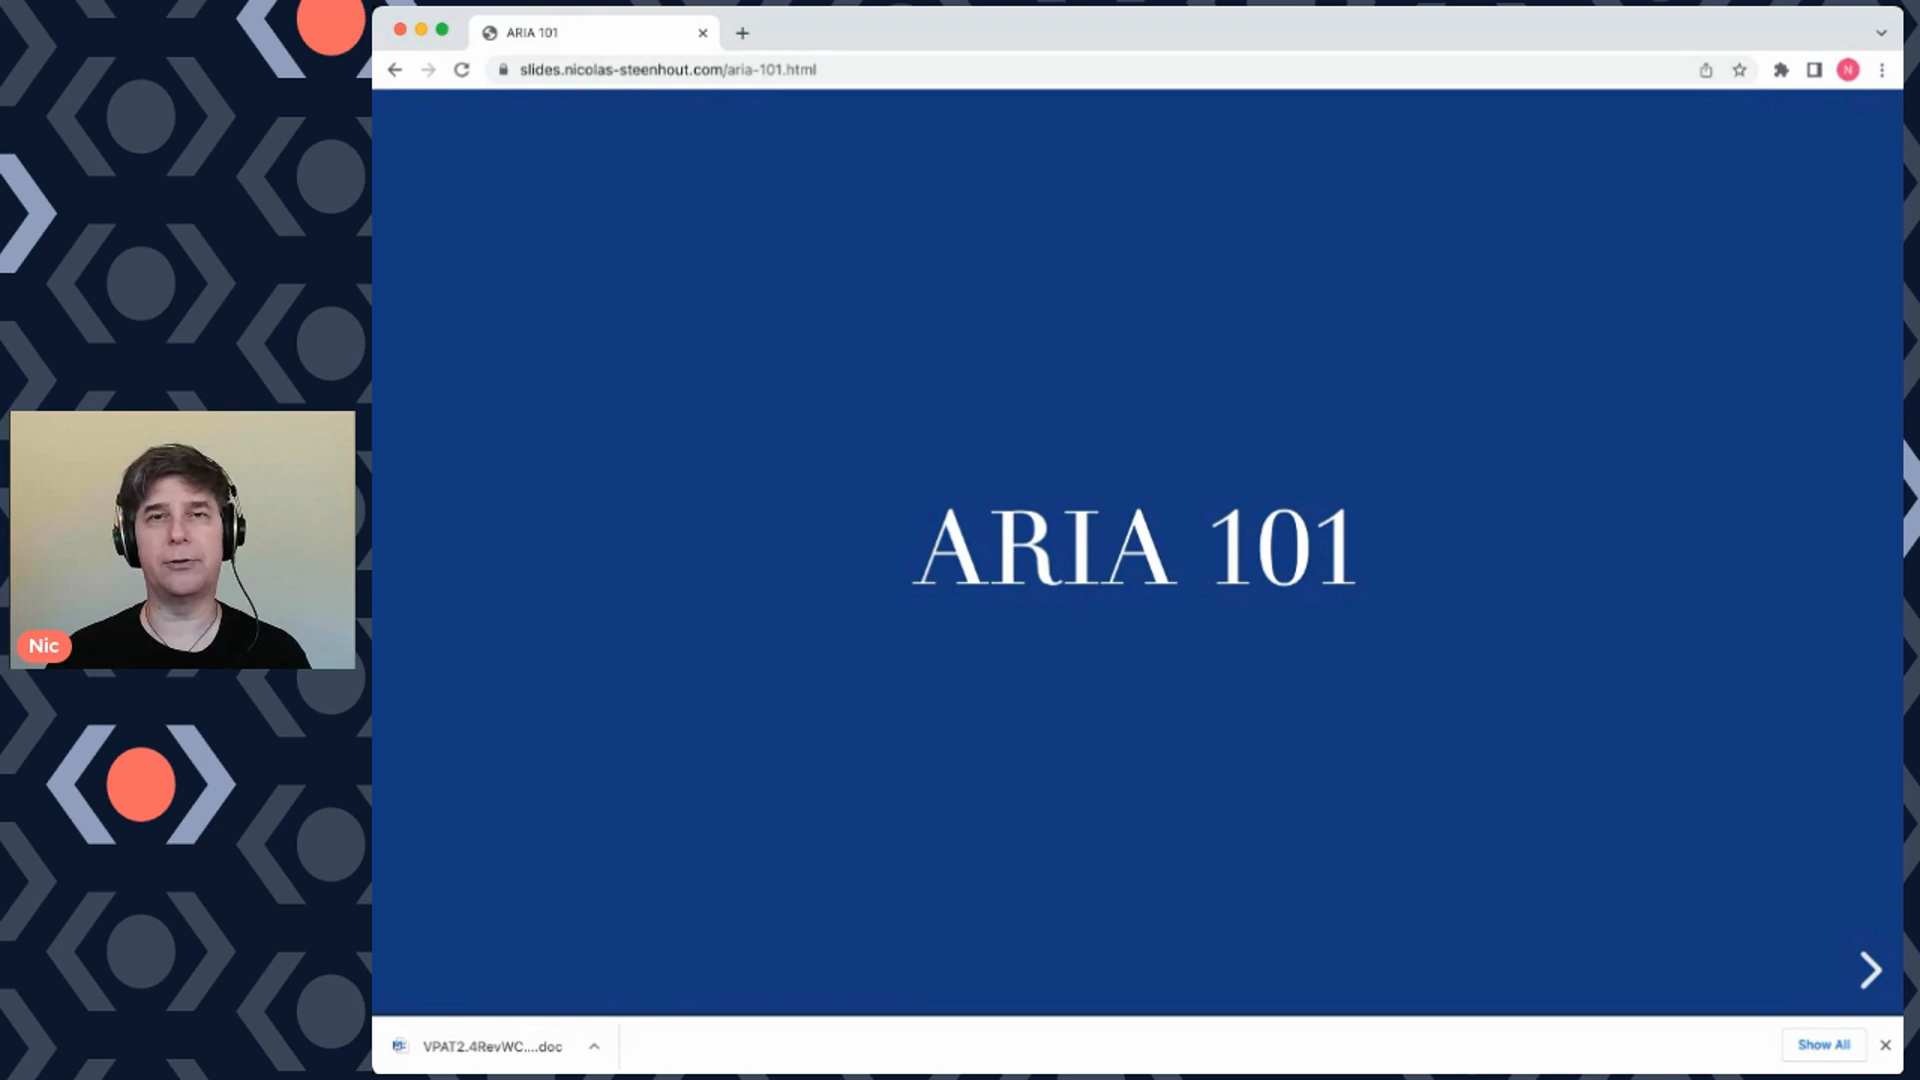 ARIA 101
slides.nicolas-steenhout.com/aria-101.html
N
ARIA 101
Nic
VPAT2.4RevWC....doc
Show All